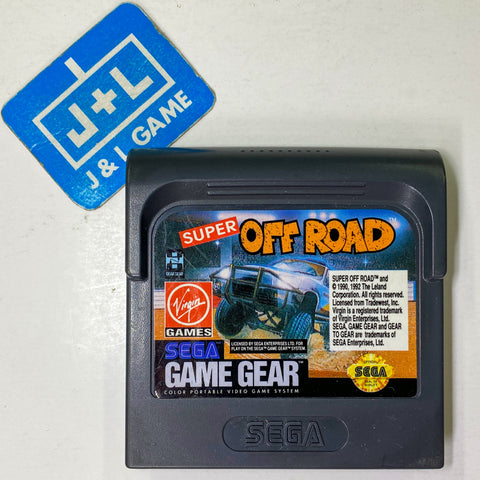 J+L
J & L GAME
SUPER OFF ROAD™
Virgin
GAMES
SUPER OFF ROAD™ and
© 1990, 1992 The Leland
Corporation. All rights reserved.
Licensed from Tradewest, Inc.
Virgin is a registered trademark
of Virgin Enterprises, Ltd.
SEGA, GAME GEAR and GEAR
TO GEAR are trademarks of
SEGA Enterprises, Ltd.
LICENSED BY SEGA ENTERPRISES LTD. FOR
PLAY ON THE SEGA™ GAME GEAR™ SYSTEM.
SEGA
GAME GEAR™
COLOR PORTABLE VIDEO GAME SYSTEM
SEGA
SEGA